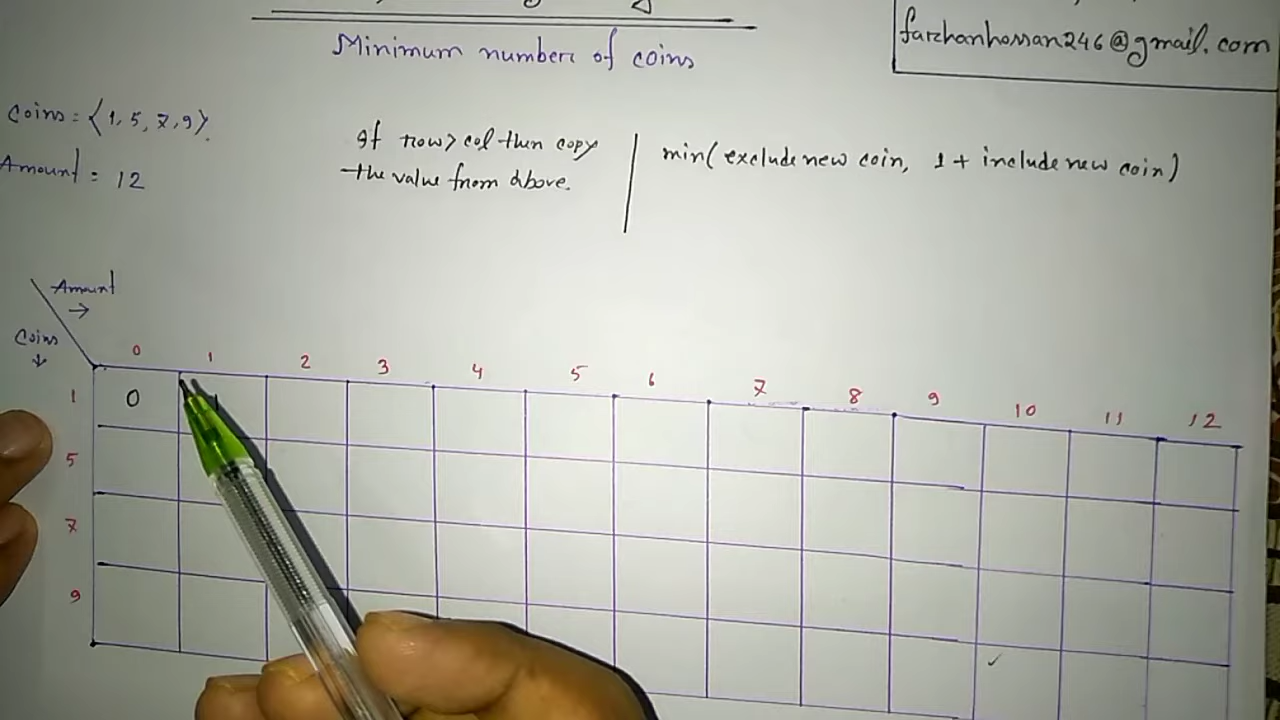 Minimum number of coins
farhanhossan246@gmail.com
Coins = {1, 5, 7, 9}.
Amount = 12
If row > col then copy
the value from above.
min( exclude new coin, 1 + include new coin)
Amount
→
Coins
↓
0 1 2 3 4 5 6 7 8 9 10 11 12
1 0 1
5
7
9
✓